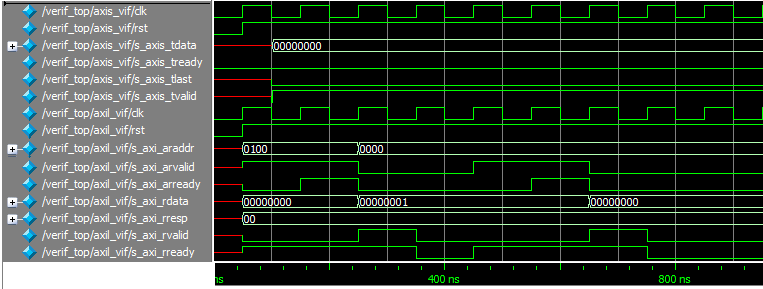 /verif_top/axis_vif/clk
/verif_top/axis_vif/rst
/verif_top/axis_vif/s_axis_tdata 00000000
/verif_top/axis_vif/s_axis_tready
/verif_top/axis_vif/s_axis_tlast
/verif_top/axis_vif/s_axis_tvalid
/verif_top/axil_vif/clk
/verif_top/axil_vif/rst
/verif_top/axil_vif/s_axi_araddr 0100 0000
/verif_top/axil_vif/s_axi_arvalid
/verif_top/axil_vif/s_axi_arready
/verif_top/axil_vif/s_axi_rdata 00000000 00000001 00000000
/verif_top/axil_vif/s_axi_rresp 00
/verif_top/axil_vif/s_axi_rvalid
/verif_top/axil_vif/s_axi_rready
ns 400 ns 800 ns